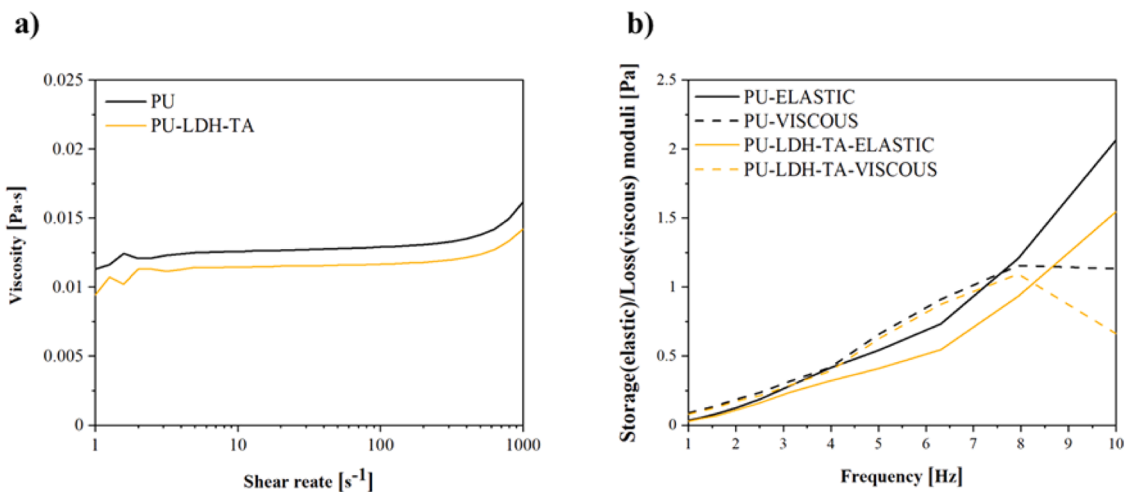 a)
0.025
0.02
0.015
0.01
0.005
0
Viscosity [Pa·s]
PU
PU-LDH-TA
1
10
100
1000
Shear reate [s⁻¹]
b)
2.5
2
1.5
1
0.5
0
Storage(elastic)/Loss(viscous) moduli [Pa]
PU-ELASTIC
PU-VISCOUS
PU-LDH-TA-ELASTIC
PU-LDH-TA-VISCOUS
1
2
3
4
5
6
7
8
9
10
Frequency [Hz]